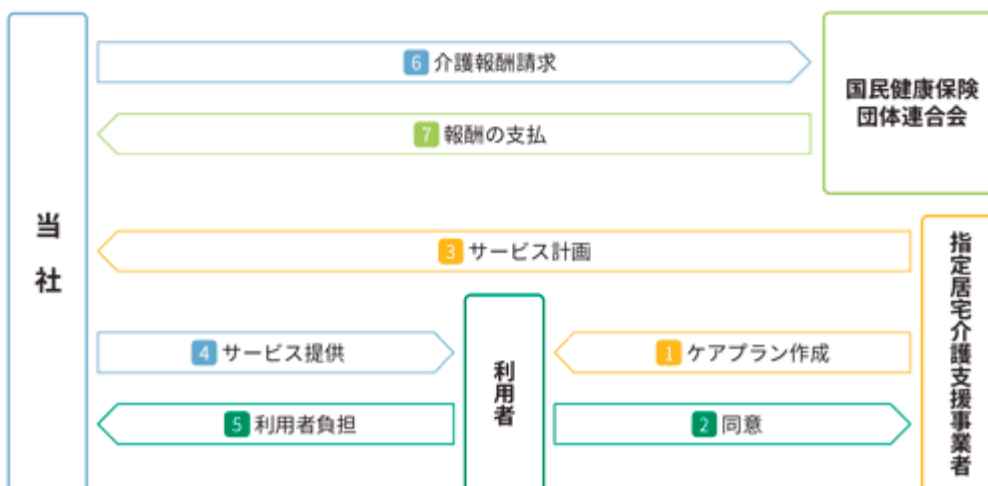 当社
6 介護報酬請求
国民健康保険
団体連合会
7 報酬の支払
3 サービス計画
指定居宅介護支援事業者
4 サービス提供
利用者
1 ケアプラン作成
5 利用者負担
2 同意